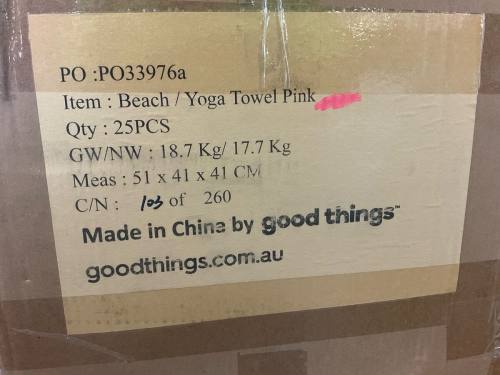 PO :PO33976a
Item : Beach / Yoga Towel Pink
Qty : 25PCS
GW/NW : 18.7 Kg/ 17.7 Kg
Meas : 51 x 41 x 41 CM
C/N : 103 of 260
Made in China by good things™
goodthings.com.au